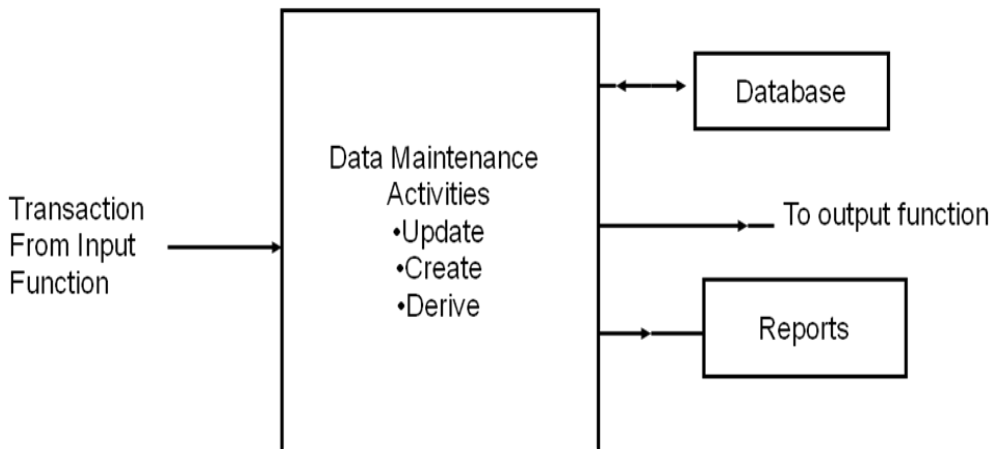 Transaction
From Input
Function
Data Maintenance
Activities
•Update
•Create
•Derive
Database
To output function
Reports